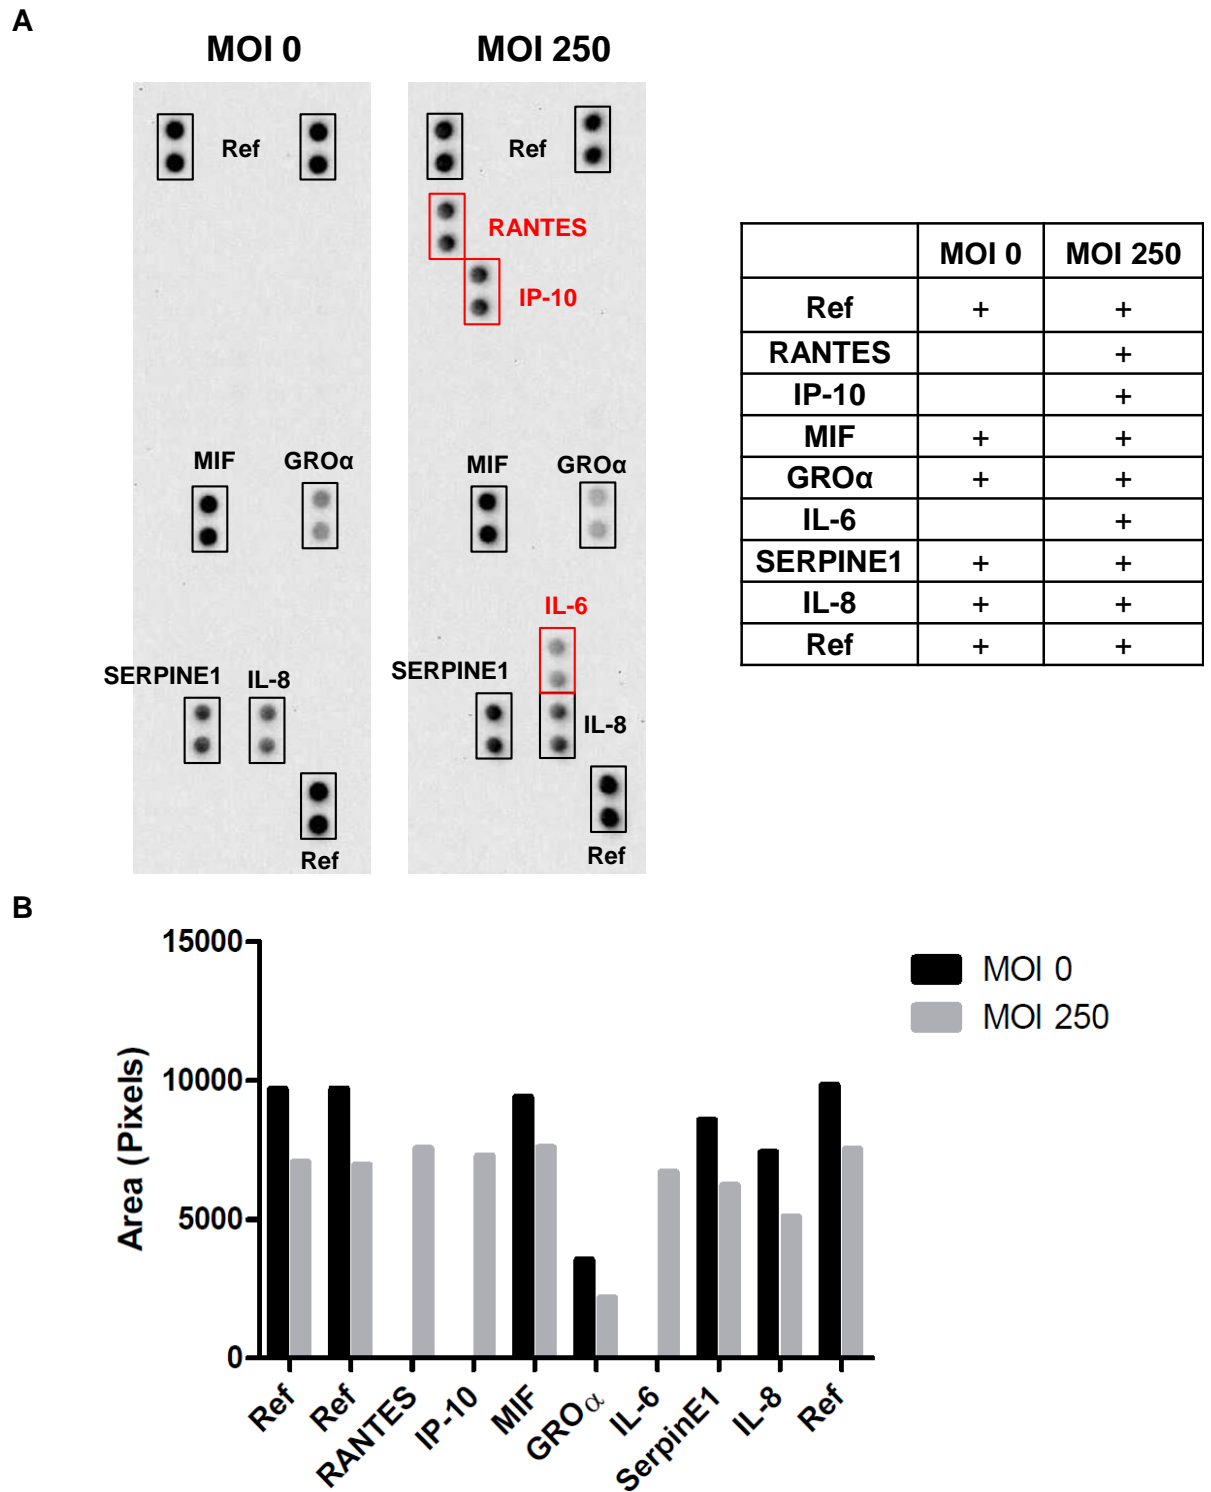 A
MOI 0
MOI 250
Ref
Ref
RANTES
IP-10
MIF
GROα
MIF
GROα
IL-6
SERPINE1
IL-8
SERPINE1
IL-8
Ref
Ref
MOI 0 MOI 250
Ref + +
RANTES +
IP-10 +
MIF + +
GROα + +
IL-6 +
SERPINE1 + +
IL-8 + +
Ref + +
B
15000
10000
5000
0
Area (Pixels)
MOI 0
MOI 250
Ref
Ref
RANTES
IP-10
MIF
GROα
IL-6
SerpinE1
IL-8
Ref